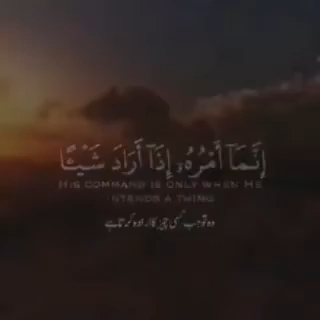 إِنَّمَآ أَمْرُهُۥٓ إِذَآ أَرَادَ شَيْـًٔا
HIS COMMAND IS ONLY WHEN HE
INTENDS A THING
وہ تو جب کسی چیز کا ارادہ کرتا ہے